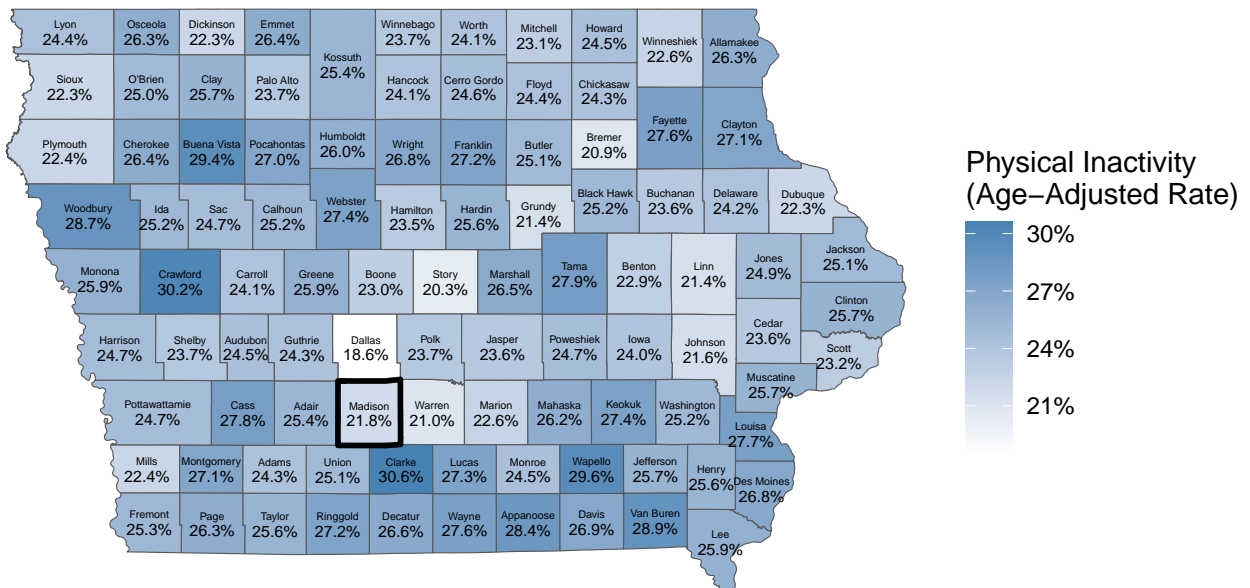 Lyon
24.4%
Osceola
26.3%
Dickinson
22.3%
Emmet
26.4%
Kossuth
25.4%
Winnebago
23.7%
Worth
24.1%
Mitchell
23.1%
Howard
24.5%
Winneshiek
22.6%
Allamakee
26.3%
Sioux
22.3%
O'Brien
25.0%
Clay
25.7%
Palo Alto
23.7%
Hancock
24.1%
Cerro Gordo
24.6%
Floyd
24.4%
Chickasaw
24.3%
Fayette
27.6%
Clayton
27.1%
Plymouth
22.4%
Cherokee
26.4%
Buena Vista
29.4%
Pocahontas
27.0%
Humboldt
26.0%
Wright
26.8%
Franklin
27.2%
Butler
25.1%
Bremer
20.9%
Woodbury
28.7%
Ida
25.2%
Sac
24.7%
Calhoun
25.2%
Webster
27.4%
Hamilton
23.5%
Hardin
25.6%
Grundy
21.4%
Black Hawk
25.2%
Buchanan
23.6%
Delaware
24.2%
Dubuque
22.3%
Monona
25.9%
Crawford
30.2%
Carroll
24.1%
Greene
25.9%
Boone
23.0%
Story
20.3%
Marshall
26.5%
Tama
27.9%
Benton
22.9%
Linn
21.4%
Jones
24.9%
Jackson
25.1%
Clinton
25.7%
Harrison
24.7%
Shelby
23.7%
Audubon
24.5%
Guthrie
24.3%
Dallas
18.6%
Polk
23.7%
Jasper
23.6%
Poweshiek
24.7%
Iowa
24.0%
Johnson
21.6%
Cedar
23.6%
Scott
23.2%
Muscatine
25.7%
Pottawattamie
24.7%
Cass
27.8%
Adair
25.4%
Madison
21.8%
Warren
21.0%
Marion
22.6%
Mahaska
26.2%
Keokuk
27.4%
Washington
25.2%
Louisa
27.7%
Mills
22.4%
Montgomery
27.1%
Adams
24.3%
Union
25.1%
Clarke
30.6%
Lucas
27.3%
Monroe
24.5%
Wapello
29.6%
Jefferson
25.7%
Henry
25.6%
Des Moines
26.8%
Fremont
25.3%
Page
26.3%
Taylor
25.6%
Ringgold
27.2%
Decatur
26.6%
Wayne
27.6%
Appanoose
28.4%
Davis
26.9%
Van Buren
28.9%
Lee
25.9%
Physical Inactivity
(Age−Adjusted Rate)
30%
27%
24%
21%